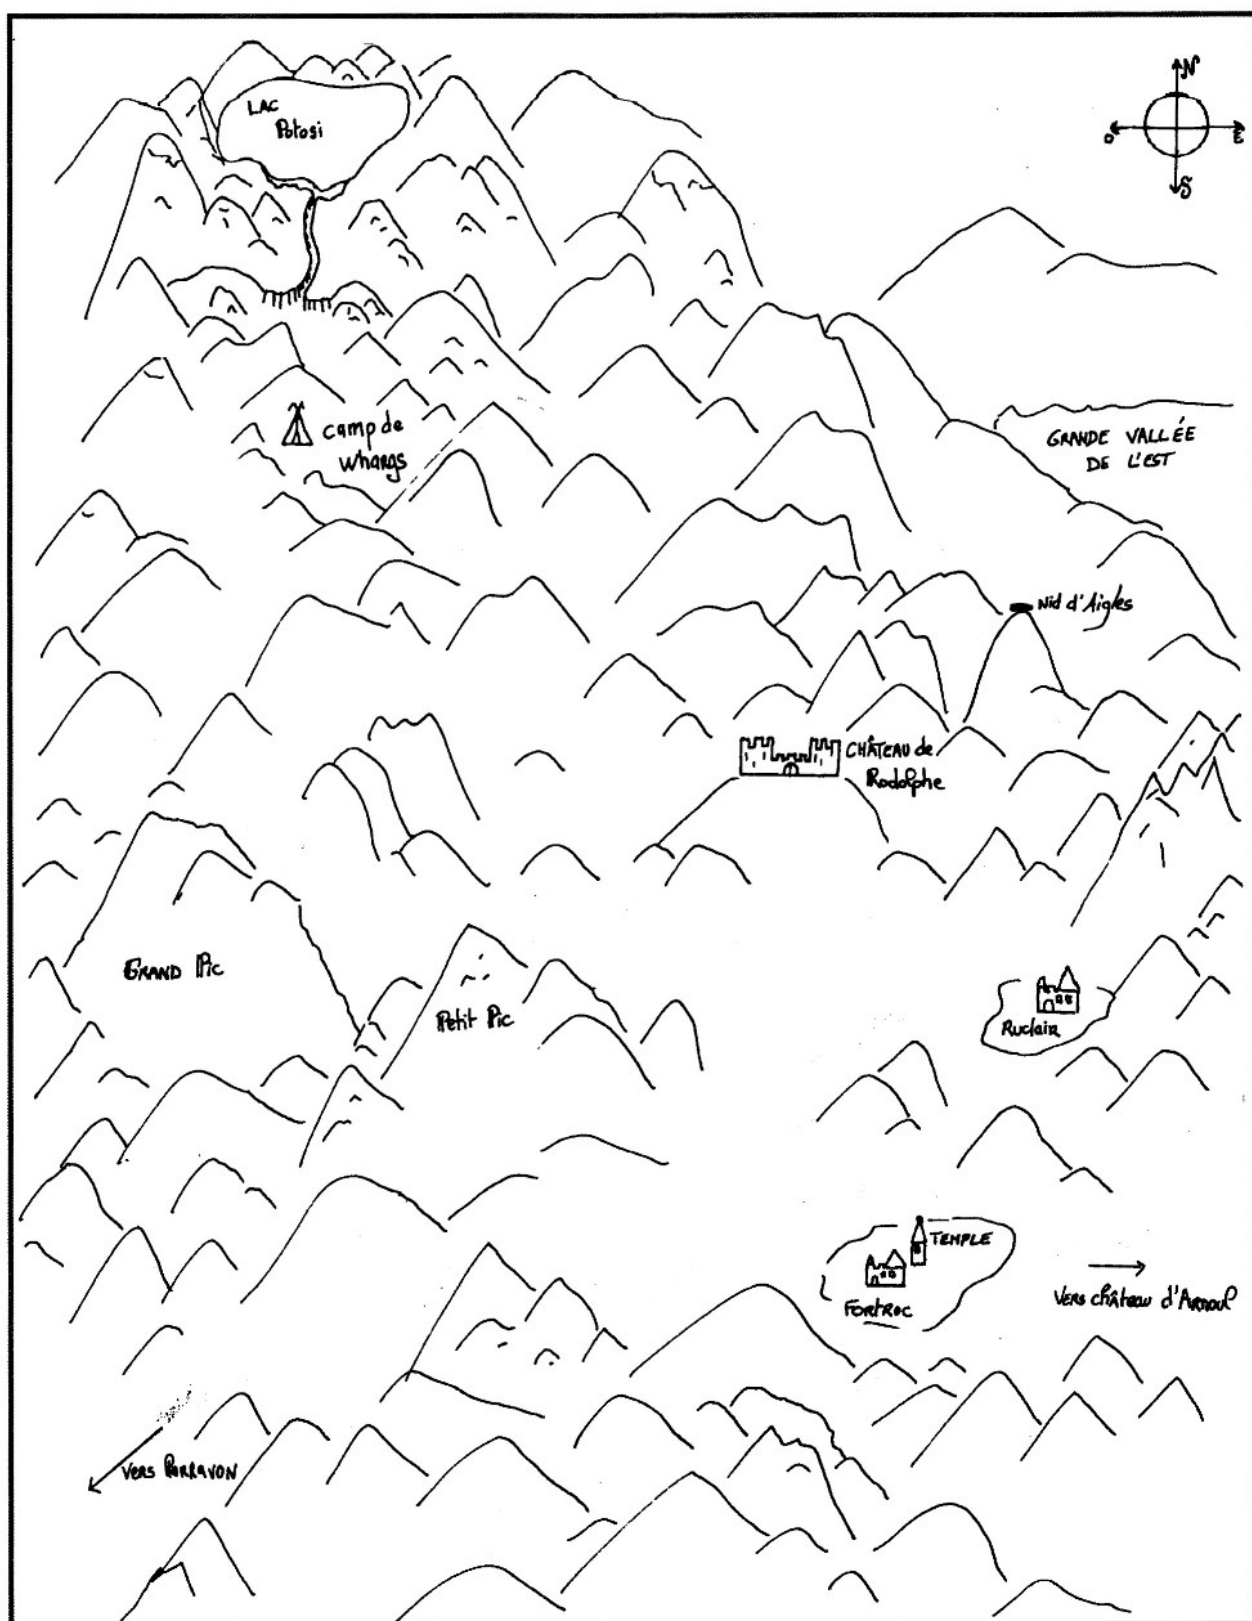 LAC
Potosi
N
O
E
S
camp de
Whargs
GRANDE VALLÉE
DE L'EST
Nid d'Aigles
CHÂTEAU de
Rodolphe
GRAND PIC
Petit Pic
Ruclair
TEMPLE
FORTROC
VERS château d'Arnoul
VERS PARRAVON